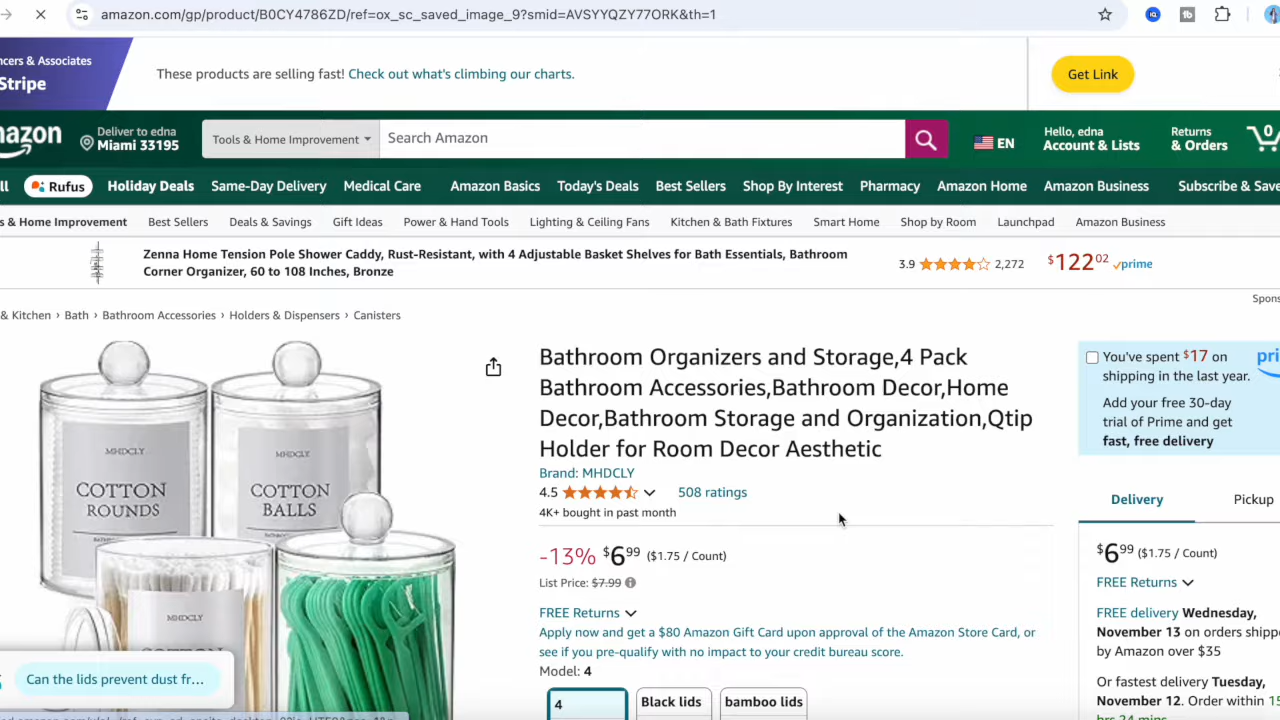 amazon.com/gp/product/B0CY4786ZD/ref=ox_sc_saved_image_9?smid=AVSYYQZY77ORK&th=1
ncers & Associates
Stripe
These products are selling fast! Check out what's climbing our charts.
Get Link
mazon
Deliver to edna
Miami 33195
Tools & Home Improvement
Search Amazon
EN
Hello, edna
Account & Lists
Returns
& Orders
0
ll
Rufus
Holiday Deals
Same-Day Delivery
Medical Care
Amazon Basics
Today's Deals
Best Sellers
Shop By Interest
Pharmacy
Amazon Home
Amazon Business
Subscribe & Save
s & Home Improvement
Best Sellers
Deals & Savings
Gift Ideas
Power & Hand Tools
Lighting & Ceiling Fans
Kitchen & Bath Fixtures
Smart Home
Shop by Room
Launchpad
Amazon Business
Zenna Home Tension Pole Shower Caddy, Rust-Resistant, with 4 Adjustable Basket Shelves for Bath Essentials, Bathroom
Corner Organizer, 60 to 108 Inches, Bronze
3.9
2,272
$122.02
prime
Spons
& Kitchen › Bath › Bathroom Accessories › Holders & Dispensers › Canisters
MHDCLY
COTTON
ROUNDS
MHDCLY
COTTON
BALLS
MHDCLY
Bathroom Organizers and Storage,4 Pack
Bathroom Accessories,Bathroom Decor,Home
Decor,Bathroom Storage and Organization,Qtip
Holder for Room Decor Aesthetic
Brand: MHDCLY
4.5
508 ratings
4K+ bought in past month
-13% $6.99 ($1.75 / Count)
List Price: $7.99
FREE Returns
Apply now and get a $80 Amazon Gift Card upon approval of the Amazon Store Card, or
see if you pre-qualify with no impact to your credit bureau score.
Model: 4
4
Black lids
bamboo lids
You've spent $17 on
shipping in the last year.
Add your free 30-day
trial of Prime and get
fast, free delivery
pri
Delivery
Pickup
$6.99 ($1.75 / Count)
FREE Returns
FREE delivery Wednesday,
November 13 on orders shipp
by Amazon over $35
Or fastest delivery Tuesday,
November 12. Order within 15
hrs 24 mins
Can the lids prevent dust fr...